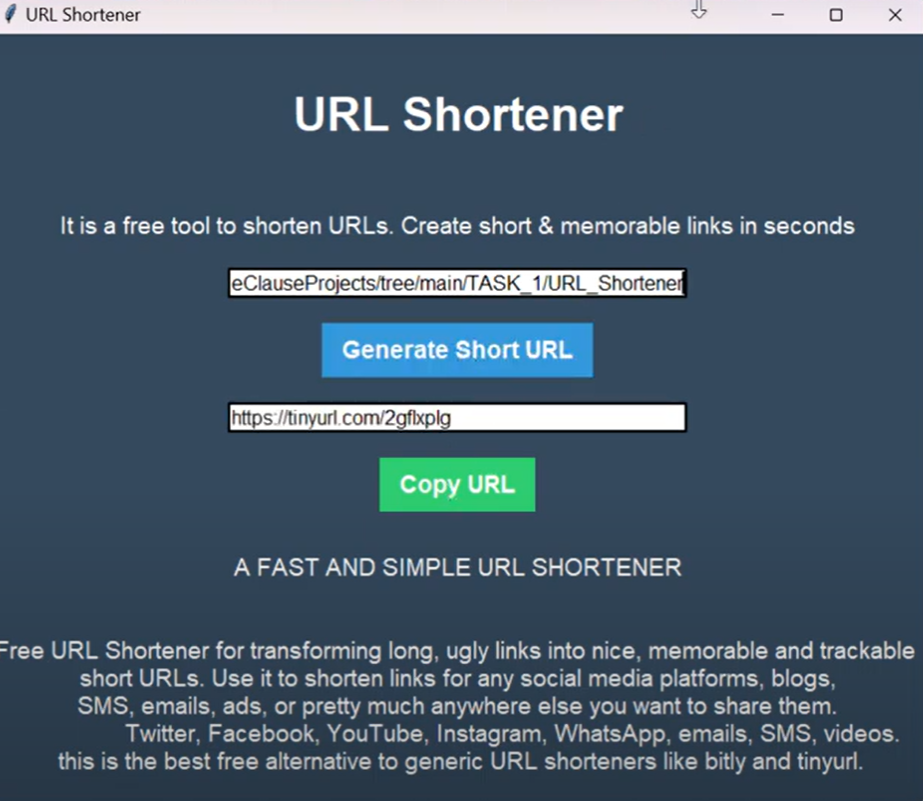 URL Shortener
URL Shortener
It is a free tool to shorten URLs. Create short & memorable links in seconds
eClauseProjects/tree/main/TASK_1/URL_Shortener
Generate Short URL
https://tinyurl.com/2gflxplg
Copy URL
A FAST AND SIMPLE URL SHORTENER
Free URL Shortener for transforming long, ugly links into nice, memorable and trackable
short URLs. Use it to shorten links for any social media platforms, blogs,
SMS, emails, ads, or pretty much anywhere else you want to share them.
Twitter, Facebook, YouTube, Instagram, WhatsApp, emails, SMS, videos.
this is the best free alternative to generic URL shorteners like bitly and tinyurl.